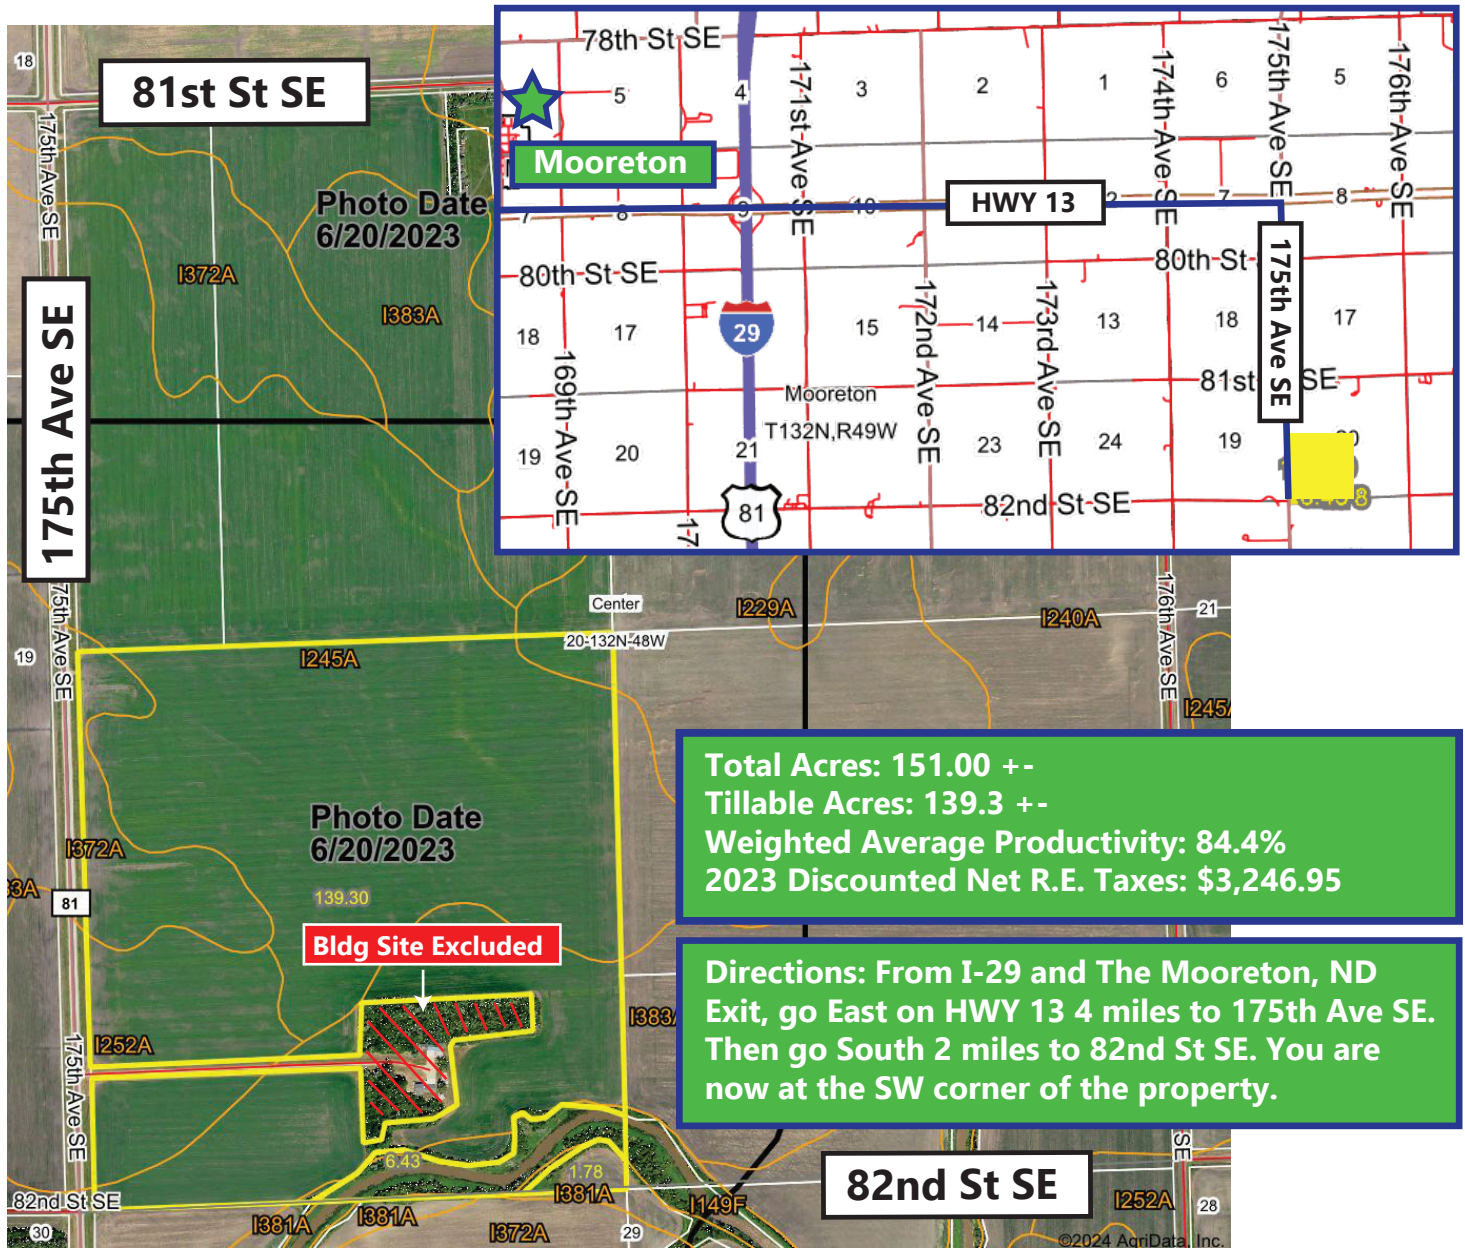 18
81st St SE
175th Ave SE
Photo Date
6/20/2023
I372A
I383A
175th Ave SE
78th St SE
5
4
171st Ave SE
3
2
1
174th Ave SE
6
175th Ave SE
5
176th Ave SE
Mooreton
7
8
9
10
HWY 13
7
8
80th St SE
80th St
18
17
29
15
172nd Ave SE
14
173rd Ave SE
13
18
175th Ave SE
17
169th Ave SE
81st
SE
Mooreton
T132N,R49W
19
20
21
23
24
19
81
82nd St SE
Center
20-132N-48W
I229A
I240A
176th Ave SE
21
19
75th Ave SE
I245A
I245A
Total Acres: 151.00 +-
Tillable Acres: 139.3 +-
Weighted Average Productivity: 84.4%
2023 Discounted Net R.E. Taxes: $3,246.95
Photo Date
6/20/2023
I372A
139.30
81
Bldg Site Excluded
Directions: From I-29 and The Mooreton, ND
Exit, go East on HWY 13 4 miles to 175th Ave SE.
Then go South 2 miles to 82nd St SE. You are
now at the SW corner of the property.
I383A
I252A
175th Ave SE
6.43
1.78
SE
82nd St SE
82nd St SE
I381A
I381A
I381A
I149F
I252A
30
I372A
29
28
©2024 AgriData, Inc.